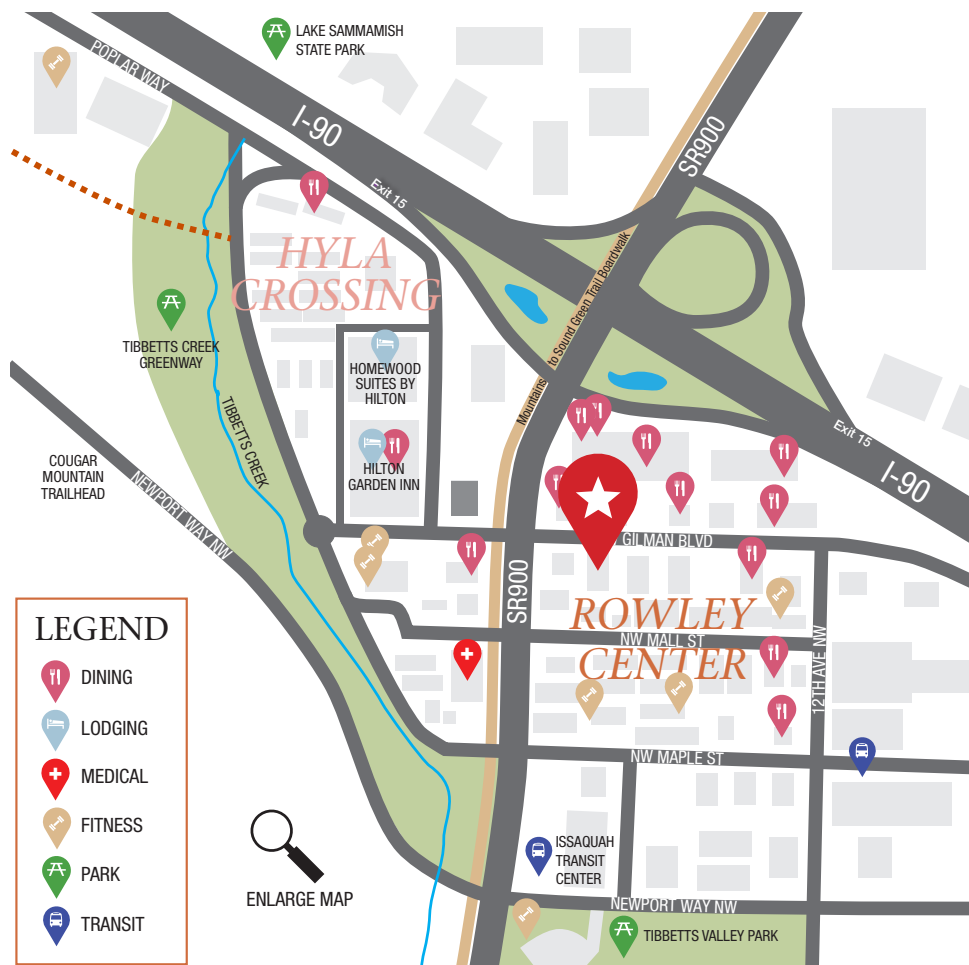 LAKE SAMMAMISH
STATE PARK
POPLAR WAY
I-90
SR900
Exit 15
Mountains to Sound Green Trail Boardwalk
HYLA
CROSSING
TIBBETTS CREEK
GREENWAY
HOMEWOOD
SUITES BY
HILTON
TIBBETTS CREEK
HILTON
GARDEN INN
COUGAR
MOUNTAIN
TRAILHEAD
NEWPORT WAY NW
Exit 15
I-90
GILMAN BLVD
SR900
ROWLEY
CENTER
NW MALL ST
12TH AVE NW
NW MAPLE ST
LEGEND
DINING
LODGING
MEDICAL
FITNESS
PARK
TRANSIT
ENLARGE MAP
ISSAQUAH
TRANSIT
CENTER
NEWPORT WAY NW
TIBBETTS VALLEY PARK